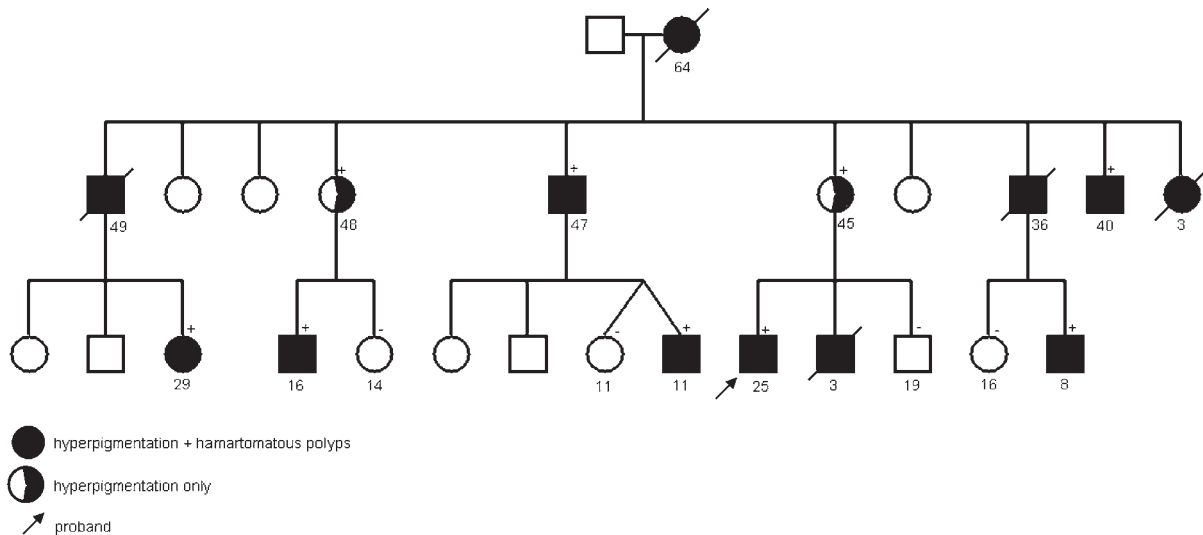 64
+ + + + +
49 48 47 45 36 40 3
+ + - - + + - - +
29 16 14 11 11 25 3 19 16 8
hyperpigmentation + hamartomatous polyps
hyperpigmentation only
proband